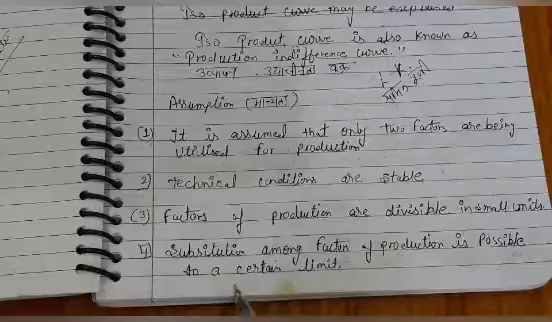 Iso product curve may be explained
Iso Produt curve is also known as
"Production indifference curve."
उत्पादन उदासीनता वक्र
L K
Assumption (मान्यता)
(1) It is assumed that only two factors are being
utilised for production
2) technical conditions are stable
(3) factors of production are divisible in small units
4) Subsitution among factors of production is Possible
to a certain limit.